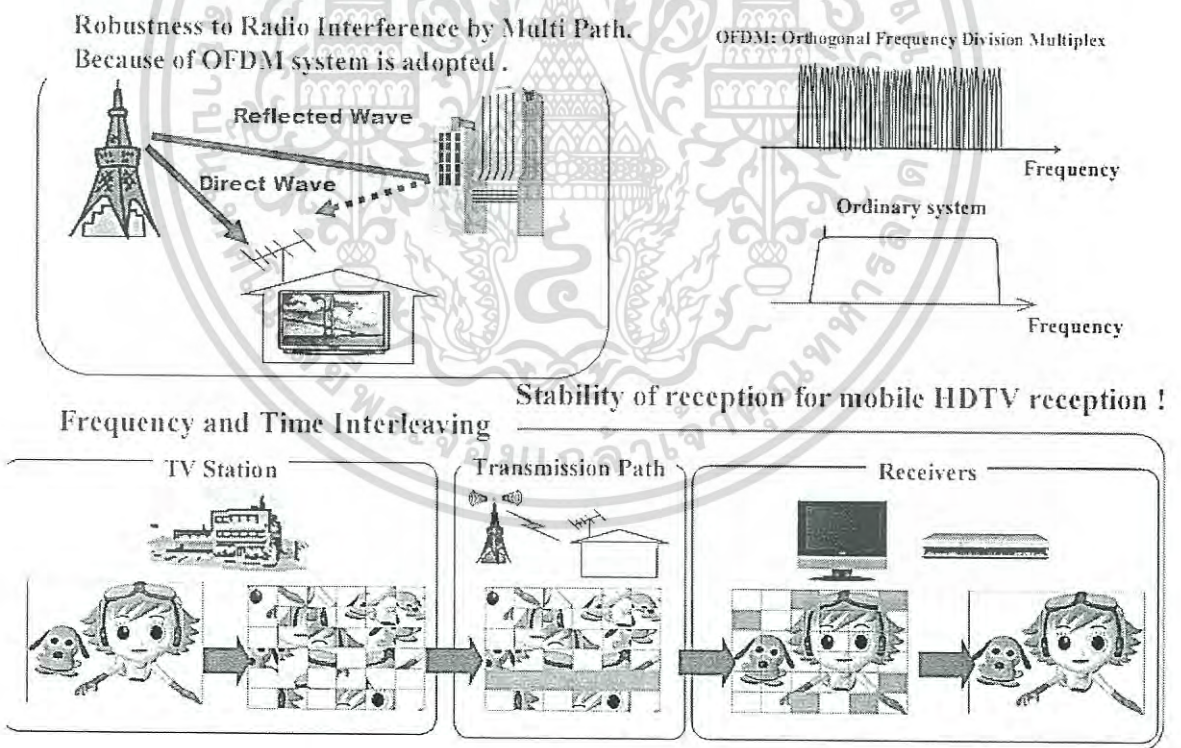 Robustness to Radio Interference by Multi Path.
Because of OFDM system is adopted .
Reflected Wave
Direct Wave
OFDM: Orthogonal Frequency Division Multiplex
Frequency
Ordinary system
Frequency
Stability of reception for mobile HDTV reception !
Frequency and Time Interleaving
TV Station
Transmission Path
Receivers